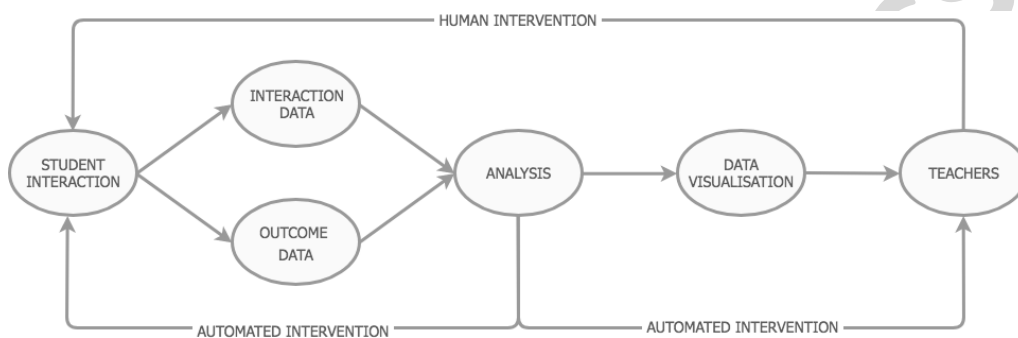 HUMAN INTERVENTION
INTERACTION
DATA
STUDENT
INTERACTION
ANALYSIS
DATA
VISUALISATION
TEACHERS
OUTCOME
DATA
AUTOMATED INTERVENTION
AUTOMATED INTERVENTION